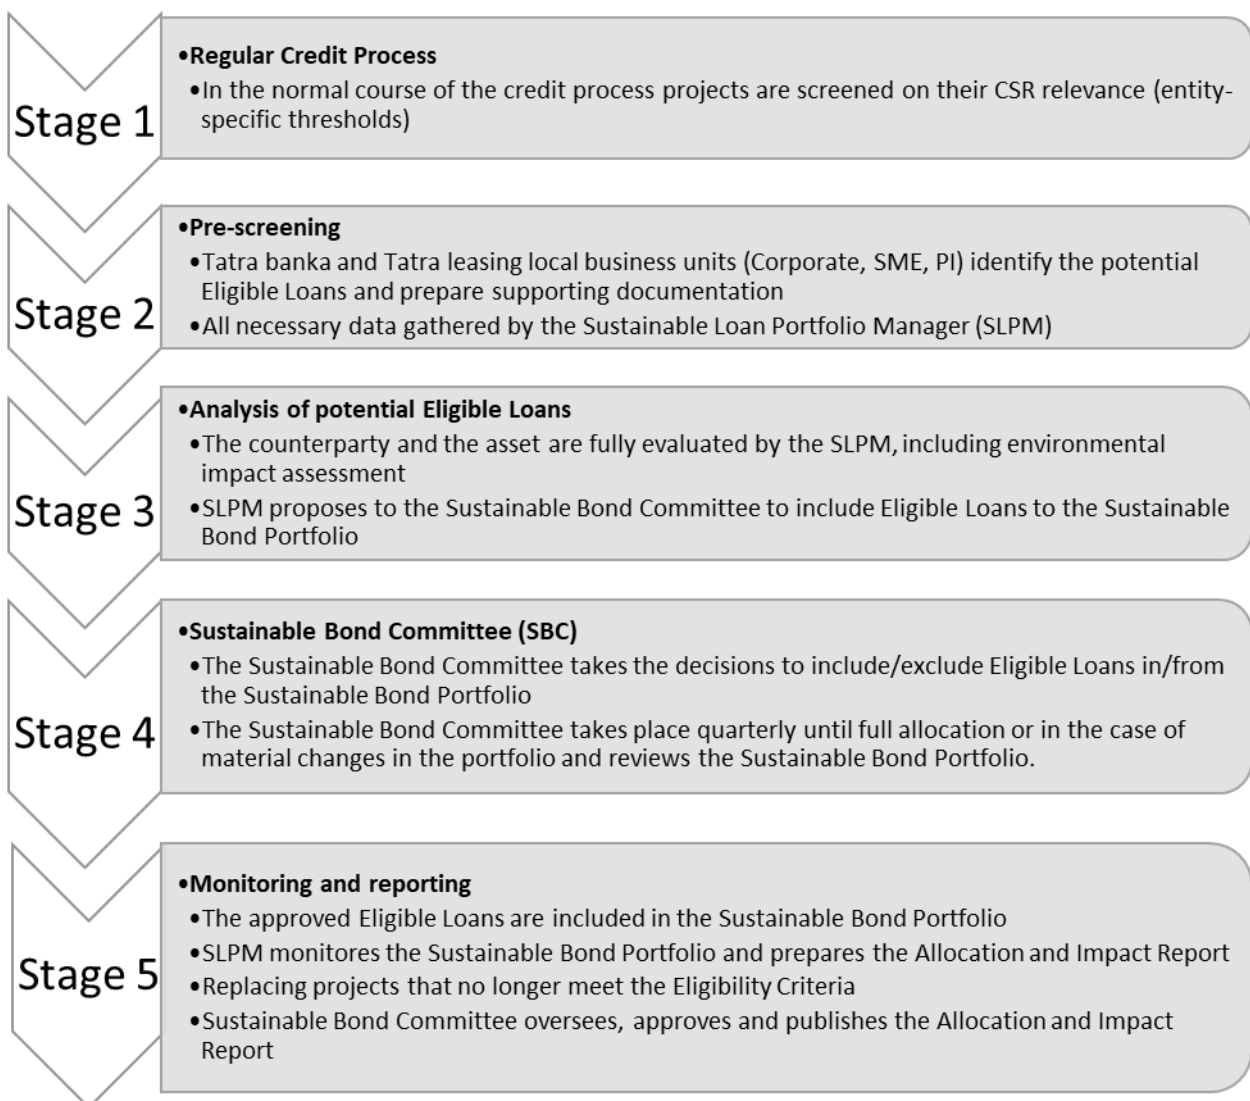 Stage 1
•Regular Credit Process
•In the normal course of the credit process projects are screened on their CSR relevance (entity-
specific thresholds)
Stage 2
•Pre-screening
•Tatra banka and Tatra leasing local business units (Corporate, SME, PI) identify the potential
Eligible Loans and prepare supporting documentation
•All necessary data gathered by the Sustainable Loan Portfolio Manager (SLPM)
Stage 3
•Analysis of potential Eligible Loans
•The counterparty and the asset are fully evaluated by the SLPM, including environmental
impact assessment
•SLPM proposes to the Sustainable Bond Committee to include Eligible Loans to the Sustainable
Bond Portfolio
Stage 4
•Sustainable Bond Committee (SBC)
•The Sustainable Bond Committee takes the decisions to include/exclude Eligible Loans in/from
the Sustainable Bond Portfolio
•The Sustainable Bond Committee takes place quarterly until full allocation or in the case of
material changes in the portfolio and reviews the Sustainable Bond Portfolio.
Stage 5
•Monitoring and reporting
•The approved Eligible Loans are included in the Sustainable Bond Portfolio
•SLPM monitores the Sustainable Bond Portfolio and prepares the Allocation and Impact Report
•Replacing projects that no longer meet the Eligibility Criteria
•Sustainable Bond Committee oversees, approves and publishes the Allocation and Impact
Report